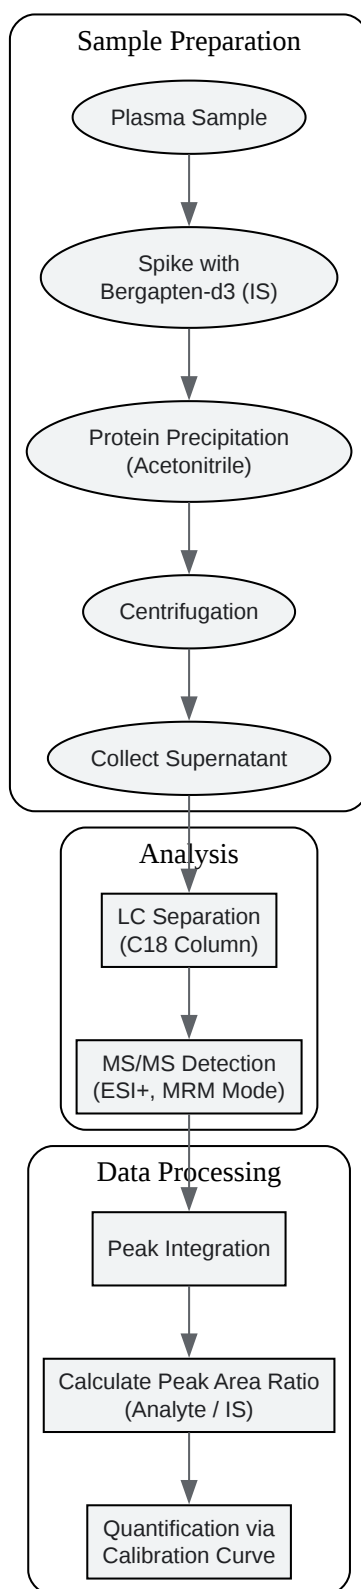 Sample Preparation
Plasma Sample
Spike with
Bergapten-d3 (IS)
Protein Precipitation
(Acetonitrile)
Centrifugation
Collect Supernatant
Analysis
LC Separation
(C18 Column)
MS/MS Detection
(ESI+, MRM Mode)
Data Processing
Peak Integration
Calculate Peak Area Ratio
(Analyte / IS)
Quantification via
Calibration Curve